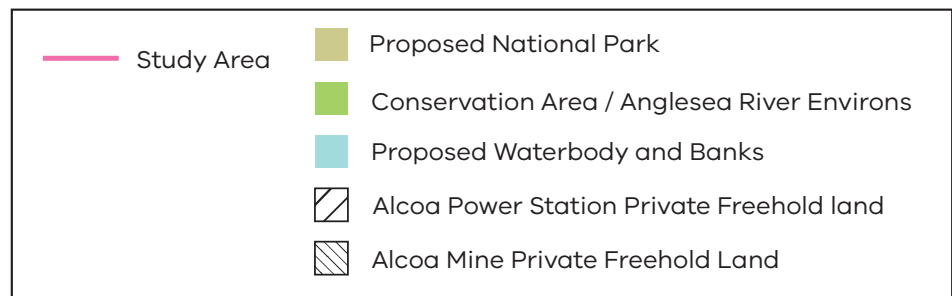 Study Area
Proposed National Park
Conservation Area / Anglesea River Environs
Proposed Waterbody and Banks
Alcoa Power Station Private Freehold land
Alcoa Mine Private Freehold Land